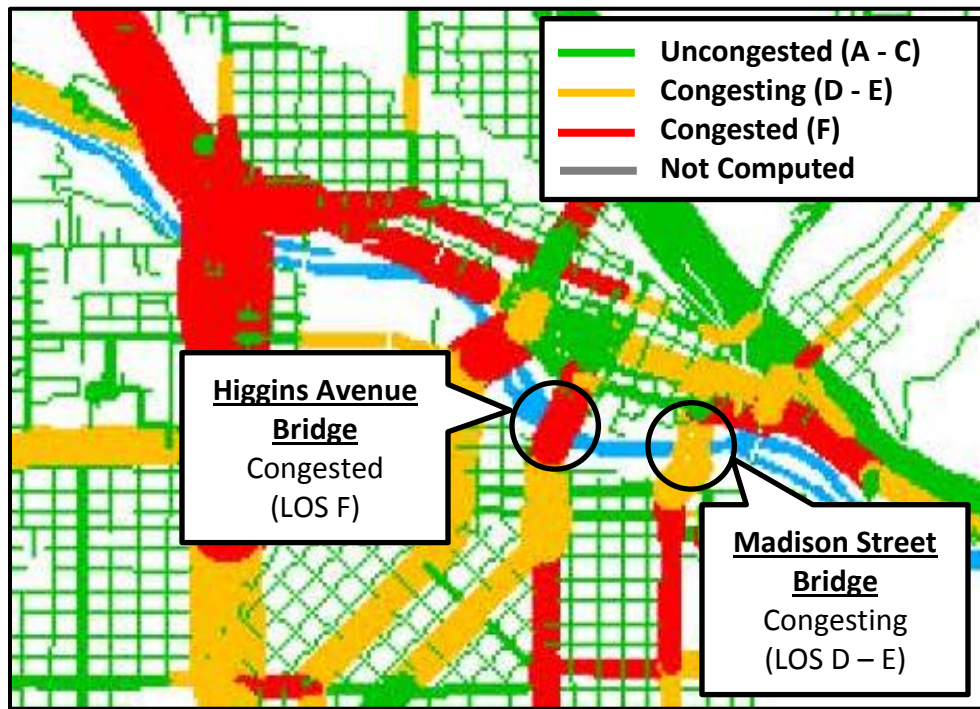 Uncongested (A - C)
Congesting (D - E)
Congested (F)
Not Computed
Higgins Avenue
Bridge
Congested
(LOS F)
Madison Street
Bridge
Congesting
(LOS D – E)